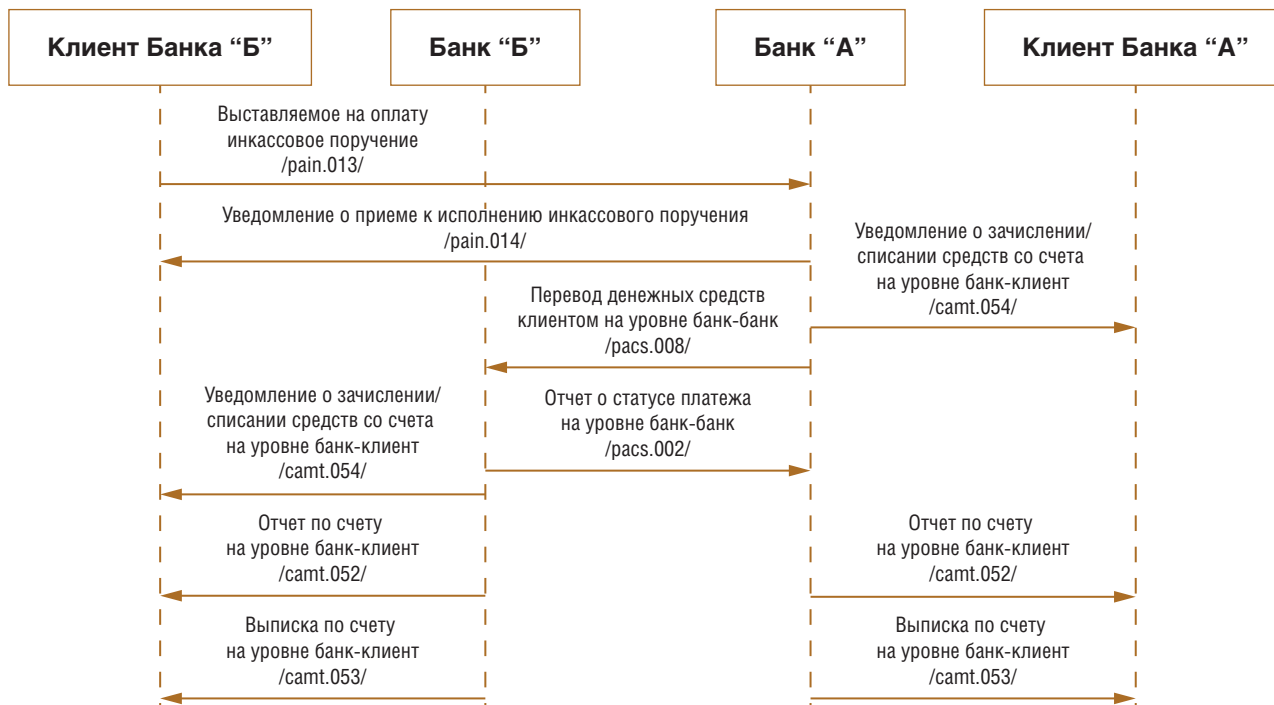 Клиент Банка “Б”
Банк “Б”
Банк “А”
Клиент Банка “А”
Выставляемое на оплату
инкассовое поручение
/pain.013/
Уведомление о приеме к исполнению инкассового поручения
/pain.014/
Уведомление о зачислении/
списании средств со счета
на уровне банк-клиент
/camt.054/
Перевод денежных средств
клиентом на уровне банк-банк
/pacs.008/
Уведомление о зачислении/
списании средств со счета
на уровне банк-клиент
/camt.054/
Отчет о статусе платежа
на уровне банк-банк
/pacs.002/
Отчет по счету
на уровне банк-клиент
/camt.052/
Отчет по счету
на уровне банк-клиент
/camt.052/
Выписка по счету
на уровне банк-клиент
/camt.053/
Выписка по счету
на уровне банк-клиент
/camt.053/